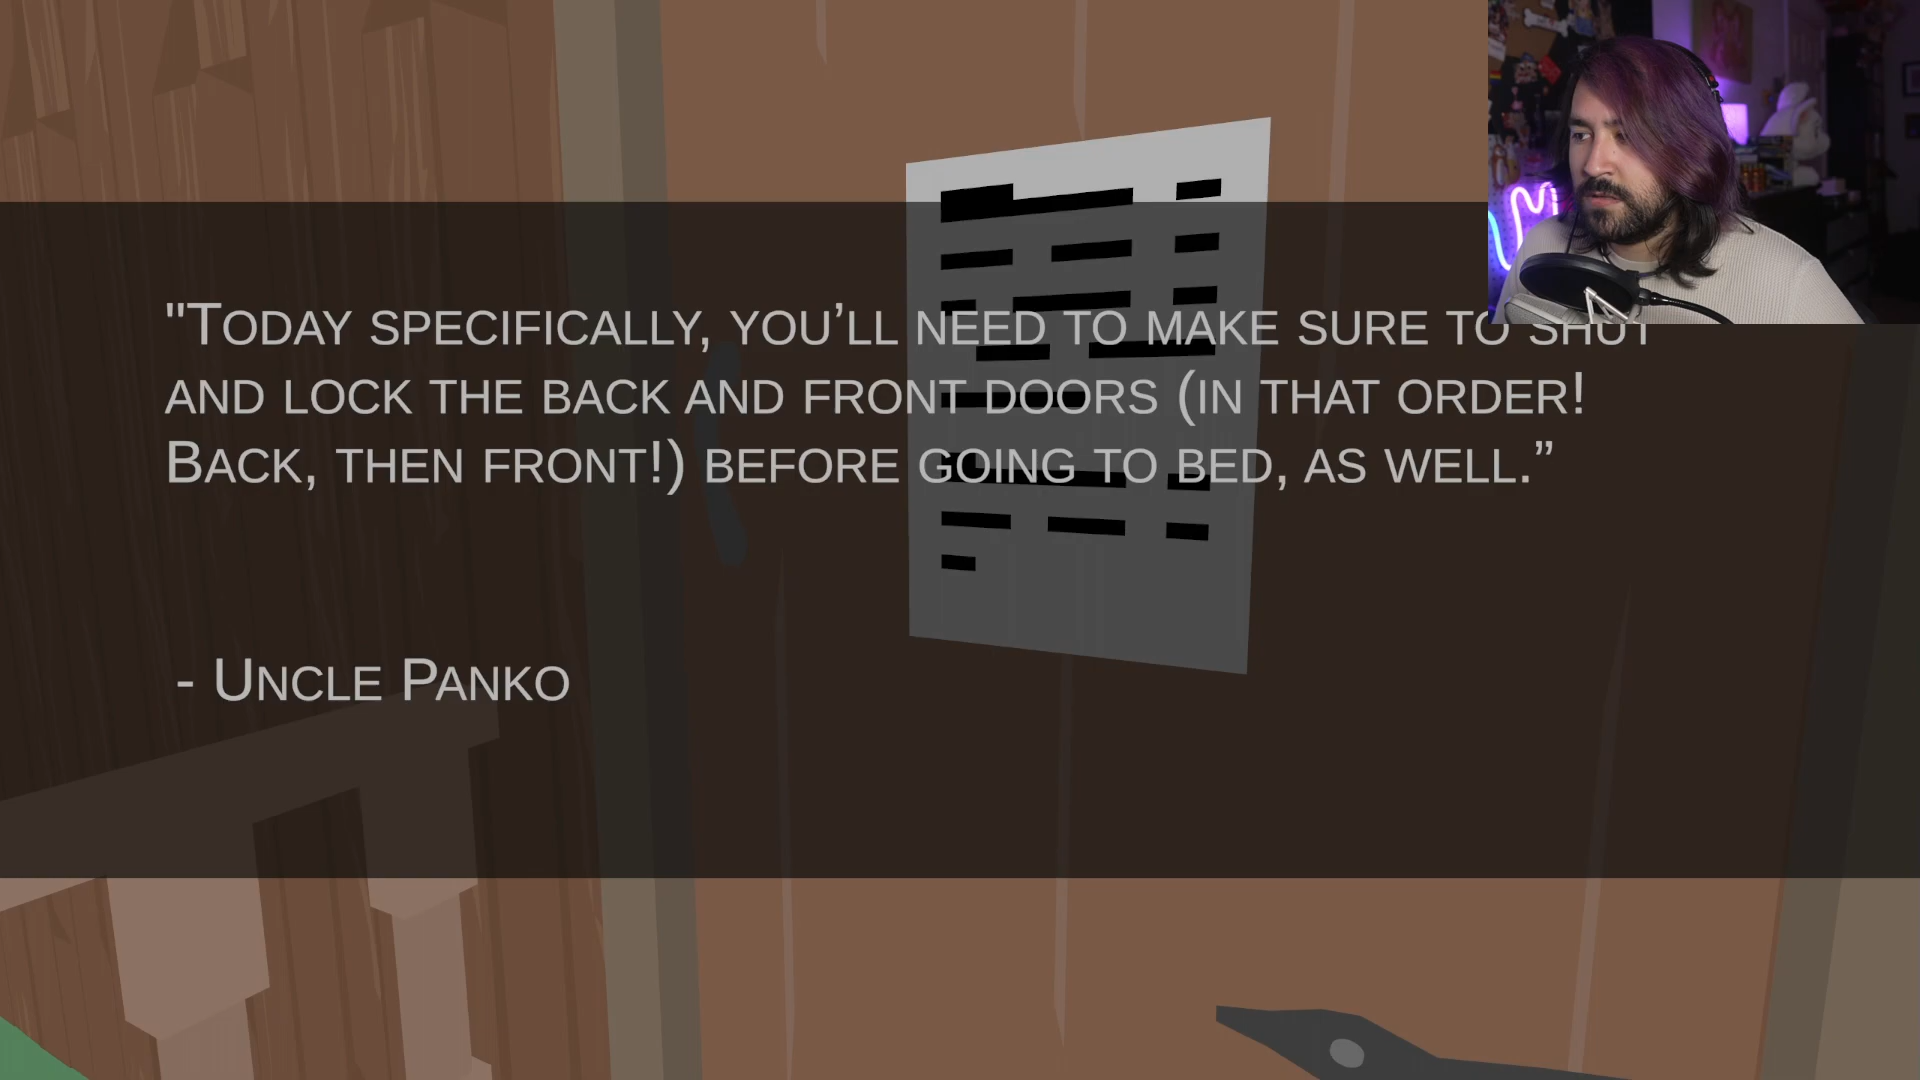 "Today specifically, you’ll need to make sure to shut
and lock the back and front doors (in that order!
Back, then front!) before going to bed, as well.”
- Uncle Panko